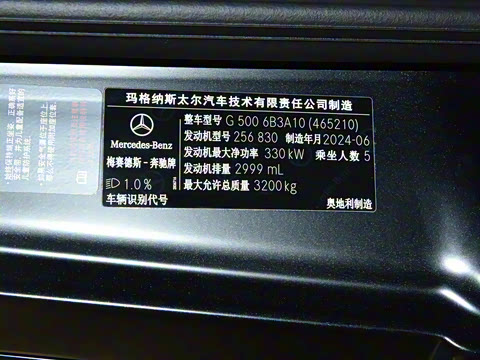 玛格纳斯太尔汽车技术有限责任公司制造
Mercedes-Benz
梅赛德斯-奔驰牌
1.0%
车辆识别代号
整车型号 G 500 6B3A10 (465210)
发动机型号 256 830 制造年月 2024-06
发动机最大净功率 330 kW 乘坐人数 5
发动机排量 2999 mL
最大允许总质量 3200 kg
奥地利制造